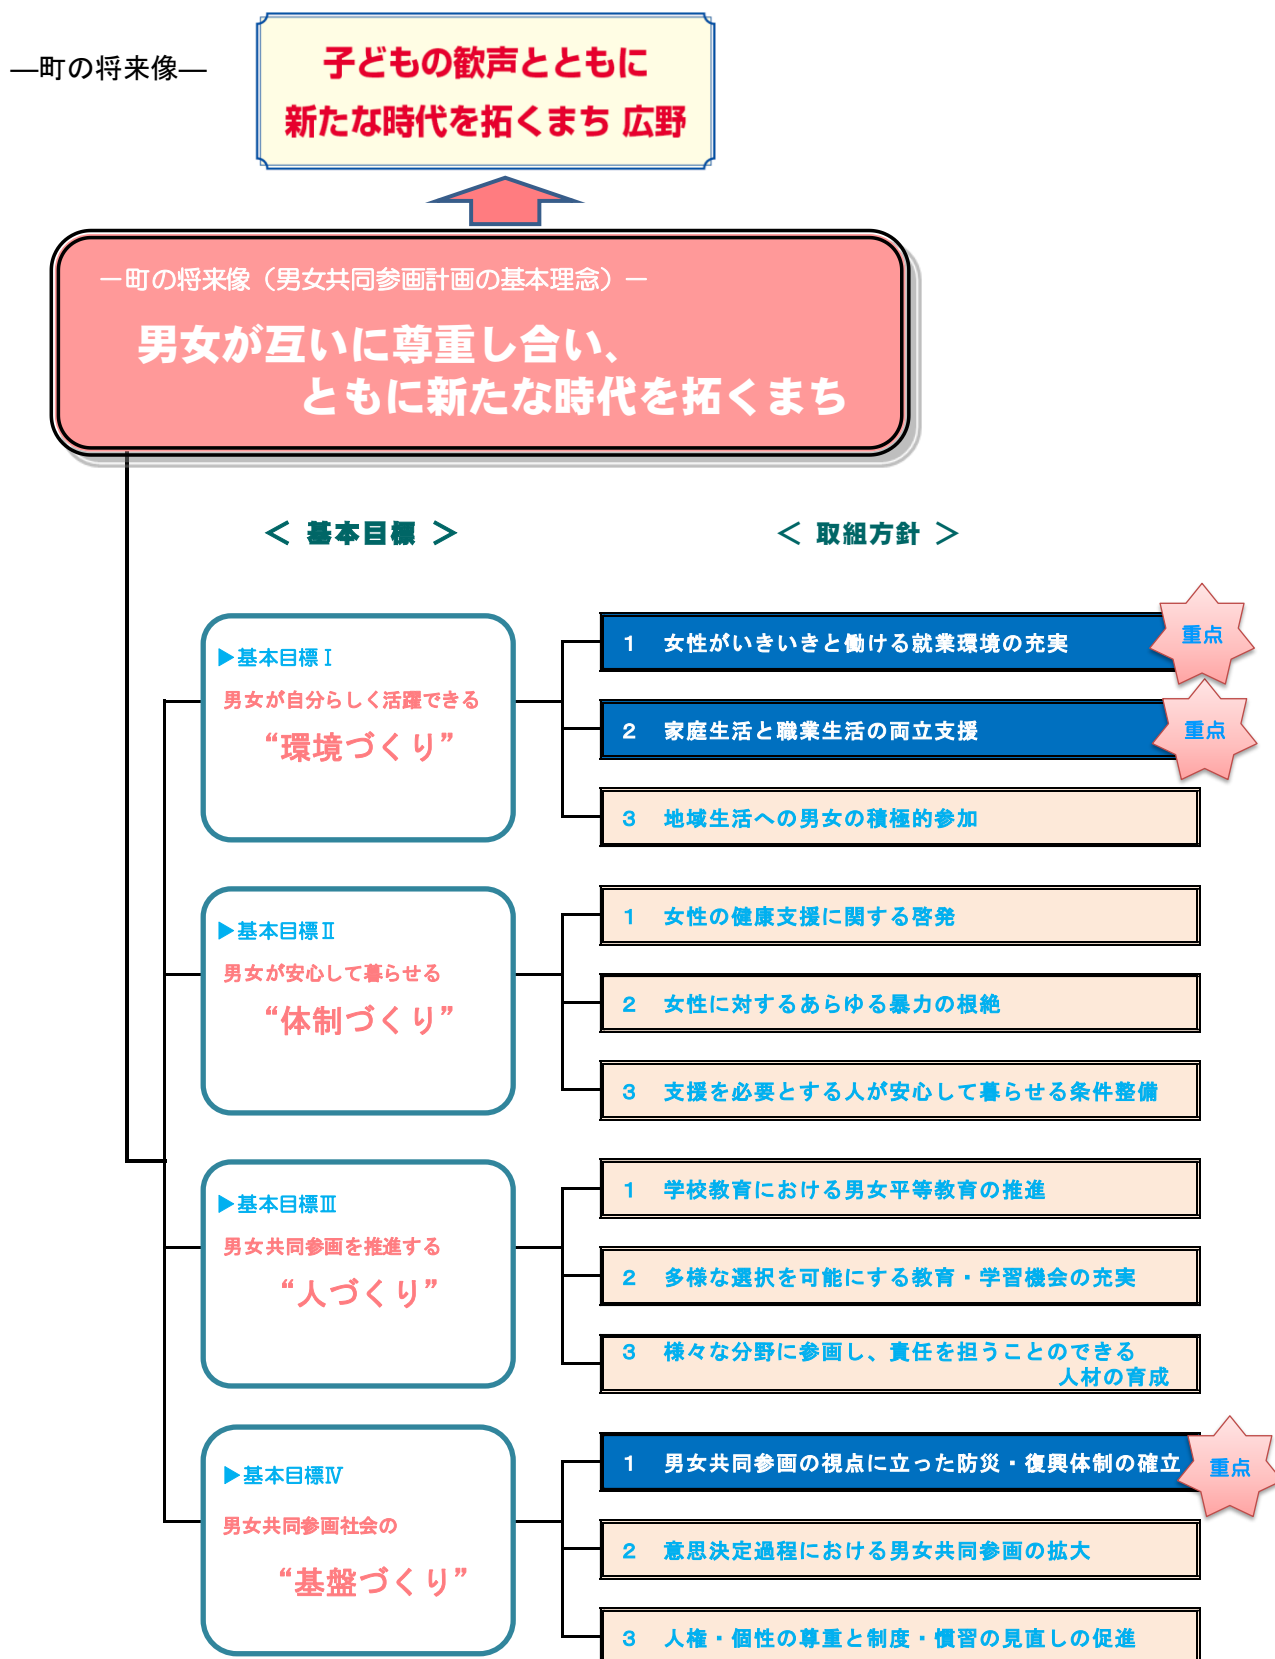 ―町の将来像―
子どもの歓声とともに
新たな時代を拓くまち 広野
－町の将来像（男女共同参画計画の基本理念）－
男女が互いに尊重し合い、
ともに新たな時代を拓くまち
＜ 基本目標 ＞
＜ 取組方針 ＞
▶基本目標Ⅰ
男女が自分らしく活躍できる
“環境づくり”
1 女性がいきいきと働ける就業環境の充実
重点
2 家庭生活と職業生活の両立支援
重点
3 地域生活への男女の積極的参加
▶基本目標Ⅱ
男女が安心して暮らせる
“体制づくり”
1 女性の健康支援に関する啓発
2 女性に対するあらゆる暴力の根絶
3 支援を必要とする人が安心して暮らせる条件整備
▶基本目標Ⅲ
男女共同参画を推進する
“人づくり”
1 学校教育における男女平等教育の推進
2 多様な選択を可能にする教育・学習機会の充実
3 様々な分野に参画し、責任を担うことのできる
人材の育成
▶基本目標Ⅳ
男女共同参画社会の
“基盤づくり”
1 男女共同参画の視点に立った防災・復興体制の確立
重点
2 意思決定過程における男女共同参画の拡大
3 人権・個性の尊重と制度・慣習の見直しの促進